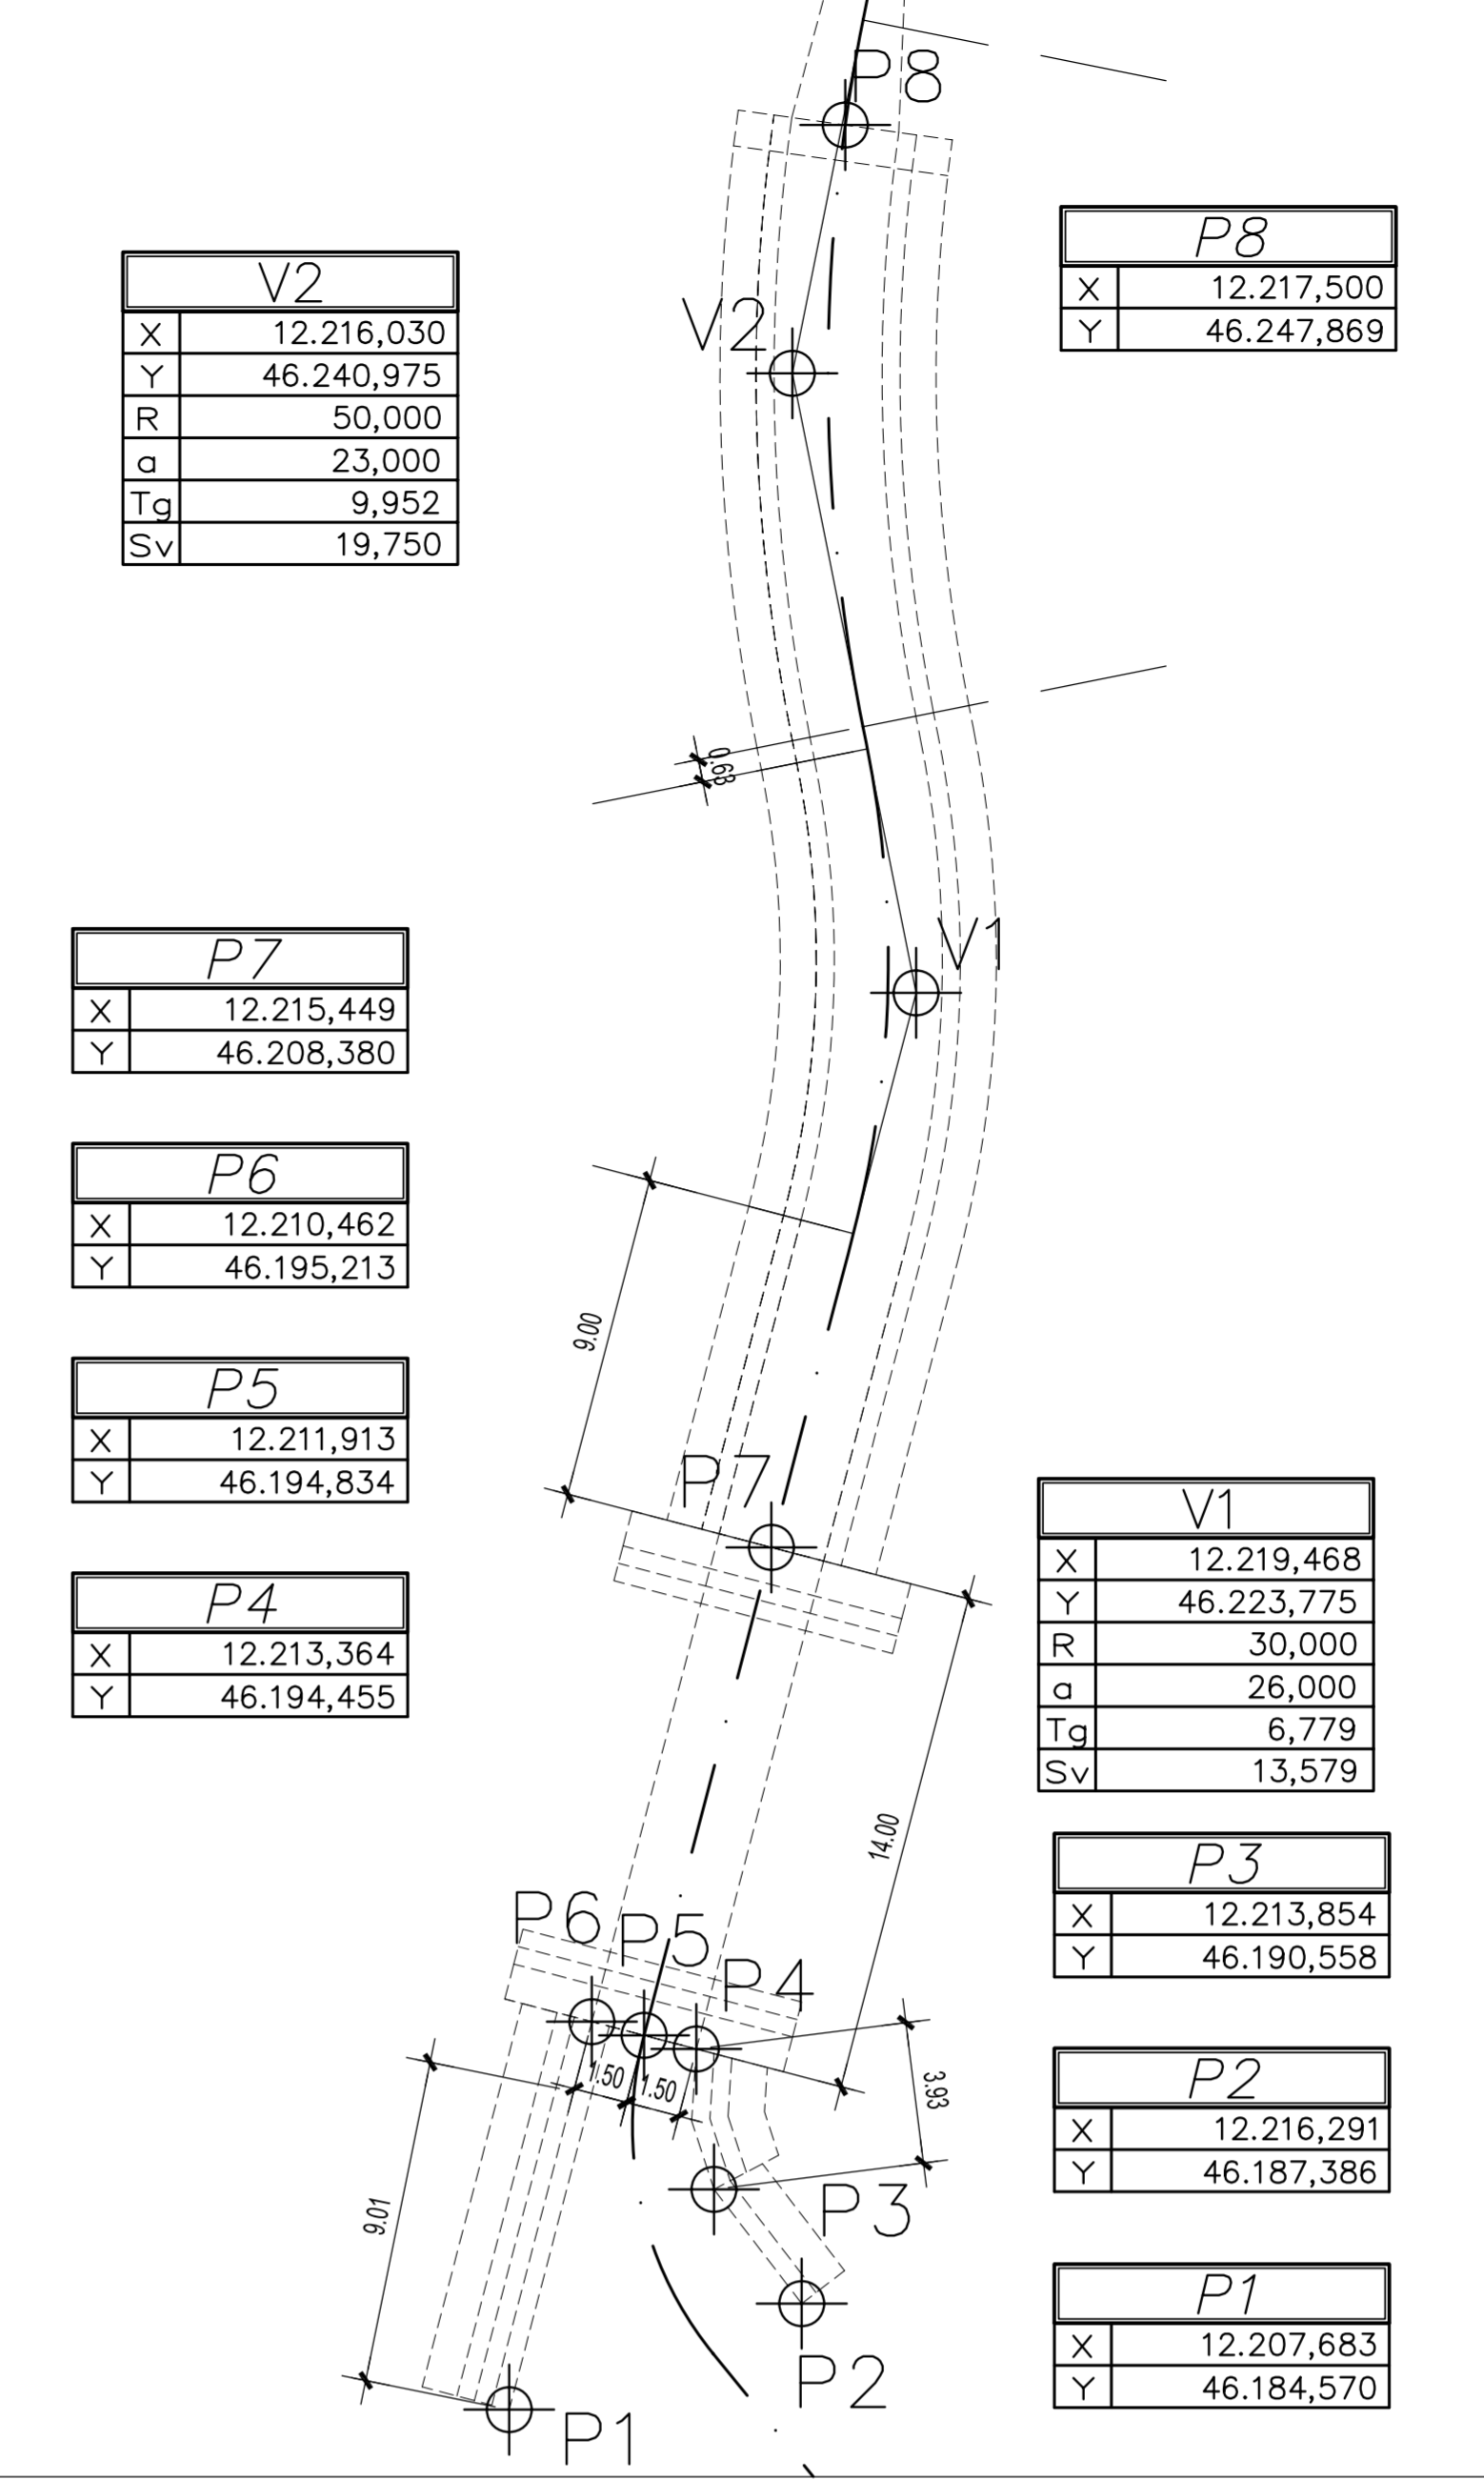 P8
P8
X 12.217,500
Y 46.247,869
V2
X 12.216,030
Y 46.240,975
R 50,000
a 23,000
Tg 9,952
Sv 19,750
V2
0.63
P7
X 12.215,449
Y 46.208,380
V1
P6
X 12.210,462
Y 46.195,213
9.00
P5
X 12.211,913
Y 46.194,834
P7
V1
X 12.219,468
Y 46.223,775
R 30,000
a 26,000
Tg 6,779
Sv 13,579
P4
X 12.213,364
Y 46.194,455
14.00
P3
X 12.213,854
Y 46.190,558
P6
P5
P4
1.50
1.50
3.93
P2
X 12.216,291
Y 46.187,386
9.01
P3
P1
X 12.207,683
Y 46.184,570
P2
P1